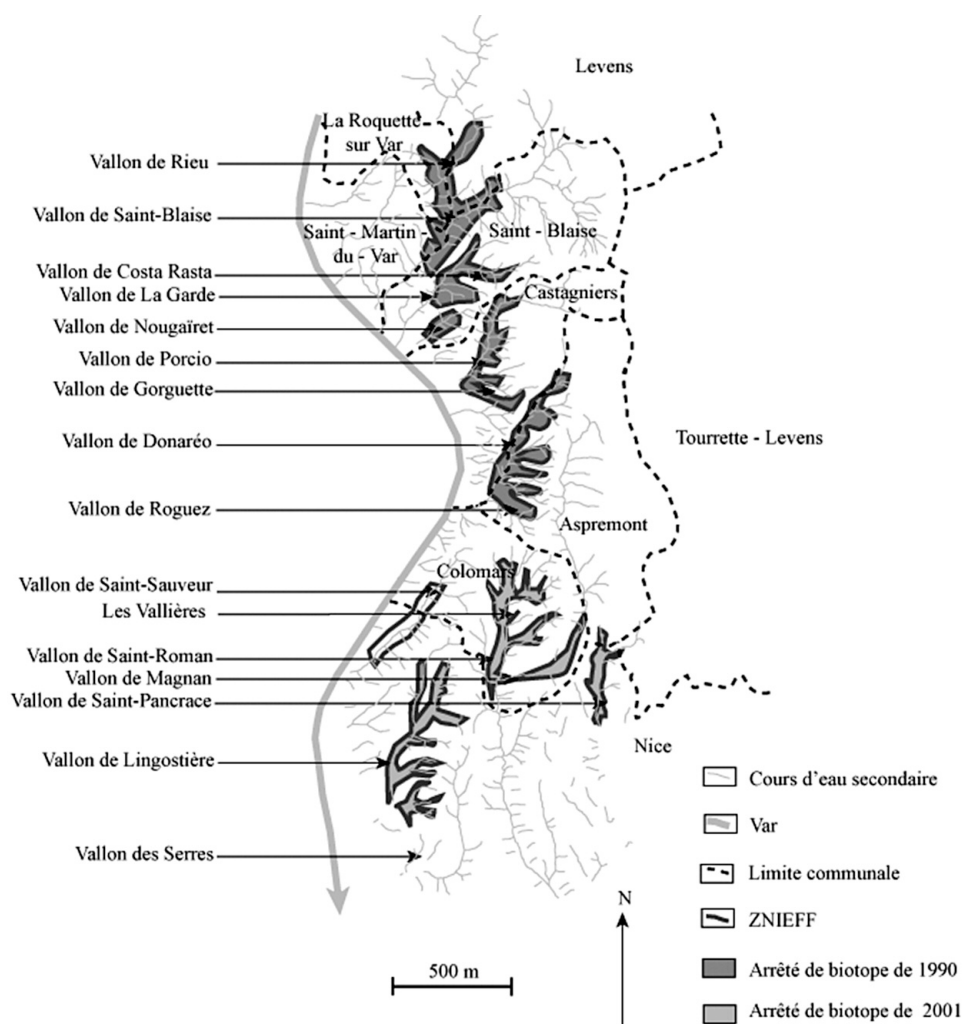 Levens
La Roquette
sur Var
Vallon de Rieu
Vallon de Saint-Blaise
Saint - Martin -
du - Var
Saint - Blaise
Vallon de Costa Rasta
Vallon de La Garde
Castagniers
Vallon de Nougaïret
Vallon de Porcio
Vallon de Gorguette
Vallon de Donaréo
Tourrette - Levens
Vallon de Roguez
Aspremont
Colomars
Vallon de Saint-Sauveur
Les Vallières
Vallon de Saint-Roman
Vallon de Magnan
Vallon de Saint-Pancrace
Nice
Vallon de Lingostière
Vallon des Serres
Cours d'eau secondaire
Var
Limite communale
ZNIEFF
Arrêté de biotope de 1990
Arrêté de biotope de 2001
N
500 m